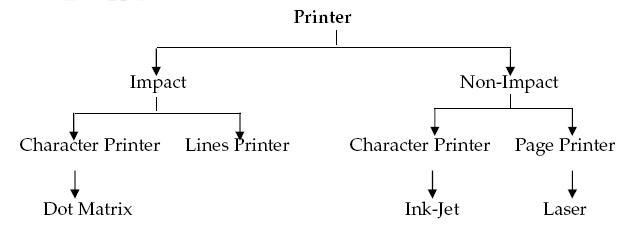 Printer
Impact Non-Impact
Character Printer Lines Printer Character Printer Page Printer
Dot Matrix Ink-Jet Laser